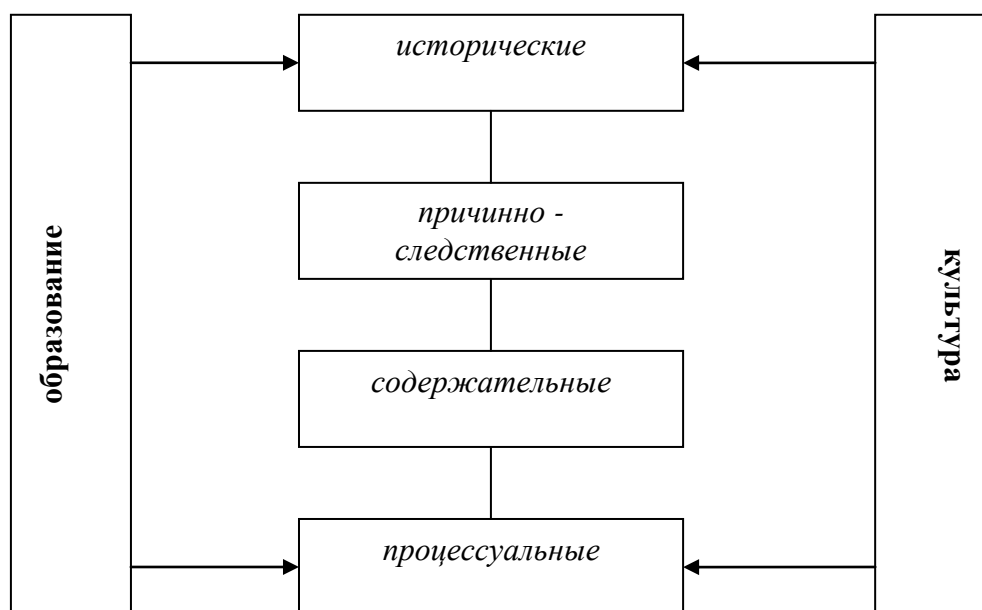 образование
исторические
причинно -
следственные
содержательные
процессуальные
культура